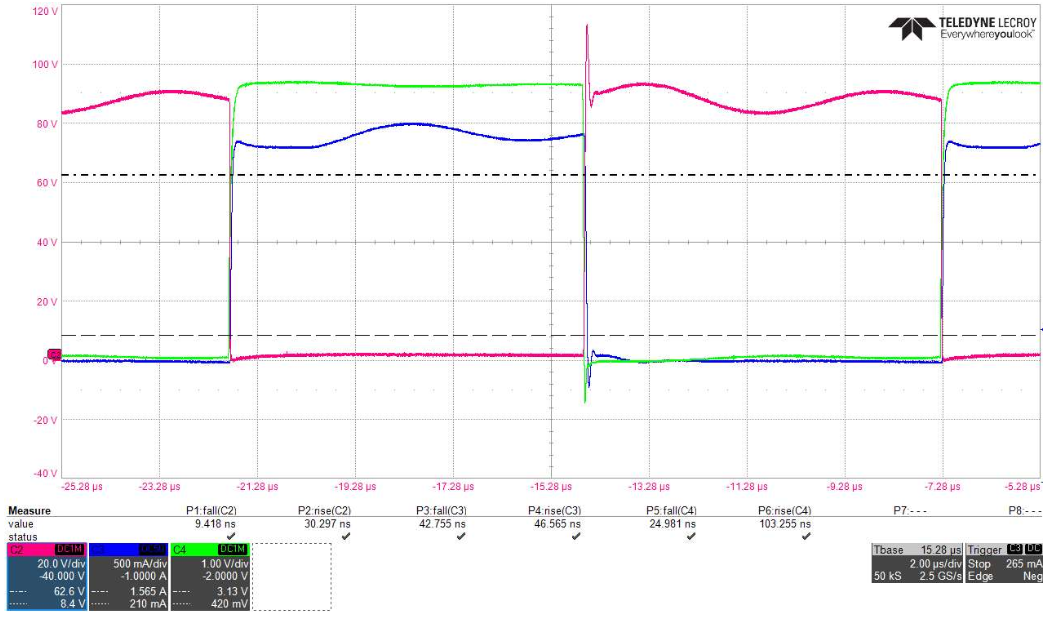 120 V
TELEDYNE LECROY
Everywhereyoulook™
100 V
80 V
60 V
40 V
20 V
-20 V
-40 V
-25.28 µs -23.28 µs -21.28 µs -19.28 µs -17.28 µs -15.28 µs -13.28 µs -11.28 µs -9.28 µs -7.28 µs -5.28 µs
Measure P1:fall(C2) P2:rise(C2) P3:fall(C3) P4:rise(C3) P5:fall(C4) P6:rise(C4) P7:--- P8:---
value 9.418 ns 30.297 ns 42.755 ns 46.565 ns 24.981 ns 103.255 ns
status
C2 DC1M C4 DC1M
20.0 V/div 500 mA/div 1.00 V/div
-40.000 V -1.0000 A -2.0000 V
62.6 V 1.565 A 3.13 V
8.4 V 210 mA 420 mV
Tbase 15.28 µs Trigger C3 DC
2.00 µs/div Stop 265 mA
50 kS 2.5 GS/s Edge Neg